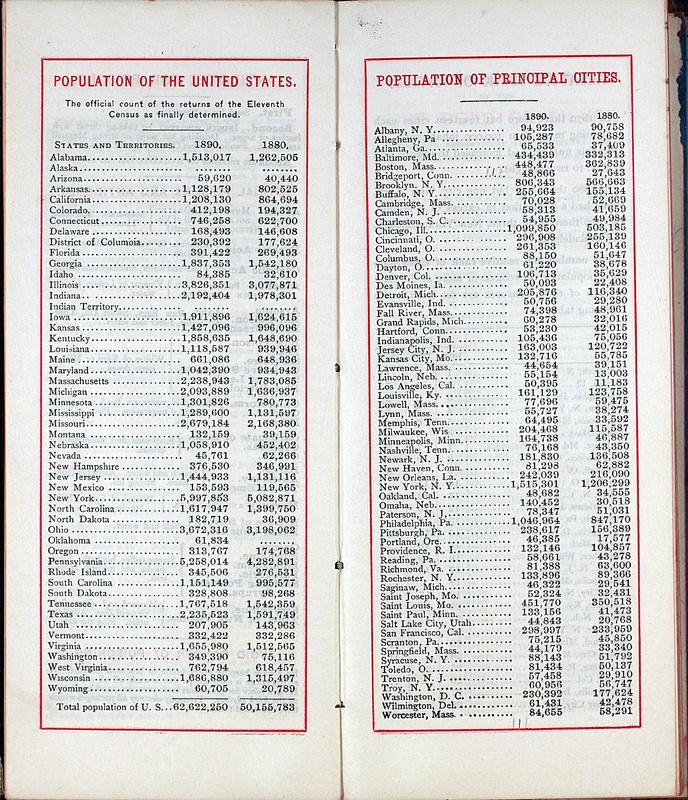 POPULATION OF THE UNITED STATES.
The official count of the returns of the Eleventh
Census as finally determined.
STATES AND TERRITORIES. 1890. 1880.
Alabama 1,513,017 1,262,505
Alaska
Arizona 59,620 40,440
Arkansas 1,128,179 802,525
California 1,208,130 864,694
Colorado 412,198 194,327
Connecticut 746,258 622,700
Delaware 168,493 146,608
District of Columoia 230,392 177,624
Florida 391,422 269,493
Georgia 1,837,353 1,542,180
Idaho 84,385 32,610
Illinois 3,826,351 3,077,871
Indiana 2,192,404 1,978,301
Indian Territory
Iowa 1,911,896 1,624,615
Kansas 1,427,096 996,096
Kentucky 1,858,635 1,648,690
Louisiana 1,118,587 939,946
Maine 661,086 648,936
Maryland 1,042,390 934,943
Massachusetts 2,238,943 1,783,085
Michigan 2,093,889 1,636,937
Minnesota 1,301,826 780,773
Mississippi 1,289,600 1,131,597
Missouri 2,679,184 2,168,380
Montana 132,159 39,159
Nebraska 1,058,910 452,402
Nevada 45,761 62,266
New Hampshire 376,530 346,991
New Jersey 1,444,933 1,131,116
New Mexico 153,593 119,565
New York 5,997,853 5,082,871
North Carolina 1,617,947 1,399,750
North Dakota 182,719 36,909
Ohio 3,672,316 3,198,062
Oklahoma 61,834
Oregon 313,767 174,768
Pennsylvania 5,258,014 4,282,891
Rhode Island 345,506 276,531
South Carolina 1,151,149 995,577
South Dakota 328,808 98,268
Tennessee 1,767,518 1,542,359
Texas 2,235,523 1,591,749
Utah 207,905 143,963
Vermont 332,422 332,286
Virginia 1,655,980 1,512,565
Washington 349,390 75,116
West Virginia 762,794 618,457
Wisconsin 1,686,880 1,315,497
Wyoming 60,705 20,789
Total population of U. S... 62,622,250 50,155,783
POPULATION OF PRINCIPAL CITIES.
1890. 1880.
Albany, N. Y. 94,923 90,758
Allegheny, Pa 105,287 78,682
Atlanta, Ga. 65,533 37,409
Baltimore, Md. 434,439 332,313
Boston, Mass. 448,477 362,839
Bridgeport, Conn. 48,866 27,643
Brooklyn, N. Y. 806,343 566,663
Buffalo, N. Y. 255,664 155,134
Cambridge, Mass. 70,028 52,669
Camden, N. J. 58,313 41,659
Charleston, S. C. 54,955 49,984
Chicago, Ill. 1,099,850 503,185
Cincinnati, O. 296,908 255,139
Cleveland, O. 261,353 160,146
Columbus, O. 88,150 51,647
Dayton, O. 61,220 38,678
Denver, Col. 106,713 35,629
Des Moines, Ia. 50,093 22,408
Detroit, Mich. 205,876 116,340
Evansville, Ind. 50,756 29,280
Fall River, Mass. 74,398 48,961
Grand Rapids, Mich. 60,278 32,016
Hartford, Conn. 53,230 42,015
Indianapolis, Ind. 105,436 75,056
Jersey City, N. J. 163,003 120,722
Kansas City, Mo. 132,716 55,785
Lawrence, Mass. 44,654 39,151
Lincoln, Neb. 55,154 13,003
Los Angeles, Cal. 50,395 11,183
Louisville, Ky. 161,129 123,758
Lowell, Mass. 77,696 59,475
Lynn, Mass. 55,727 38,274
Memphis, Tenn. 64,495 33,592
Milwaukee, Wis 204,468 115,587
Minneapolis, Minn. 164,738 46,887
Nashville, Tenn. 76,168 43,350
Newark, N. J. 181,830 136,508
New Haven, Conn. 81,298 62,882
New Orleans, La. 242,039 216,090
New York, N. Y. 1,515,301 1,206,299
Oakland, Cal. 48,682 34,555
Omaha, Neb. 140,452 30,518
Paterson, N. J. 78,347 51,031
Philadelphia, Pa. 1,046,964 847,170
Pittsburg, Pa. 238,617 156,389
Portland, Ore. 46,385 17,577
Providence, R. I. 132,146 104,857
Reading, Pa. 58,661 43,278
Richmond, Va. 81,388 63,600
Rochester, N. Y. 133,896 89,366
Saginaw, Mich. 46,322 29,541
Saint Joseph, Mo. 52,324 32,431
Saint Louis, Mo. 451,770 350,518
Saint Paul, Minn. 133,156 41,473
Salt Lake City, Utah 44,843 20,768
San Francisco, Cal. 298,997 233,959
Scranton, Pa. 75,215 45,850
Springfield, Mass. 44,179 33,340
Syracuse, N. Y. 88,143 51,792
Toledo, O. 81,434 50,137
Trenton, N. J. 57,458 29,910
Troy, N. Y. 60,956 56,747
Washington, D. C. 230,392 177,624
Wilmington, Del. 61,431 42,478
Worcester, Mass. 84,655 58,291